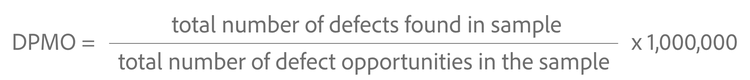 total number of defects found in sample
DPMO =
x 1,000,000
total number of defect opportunities in the sample